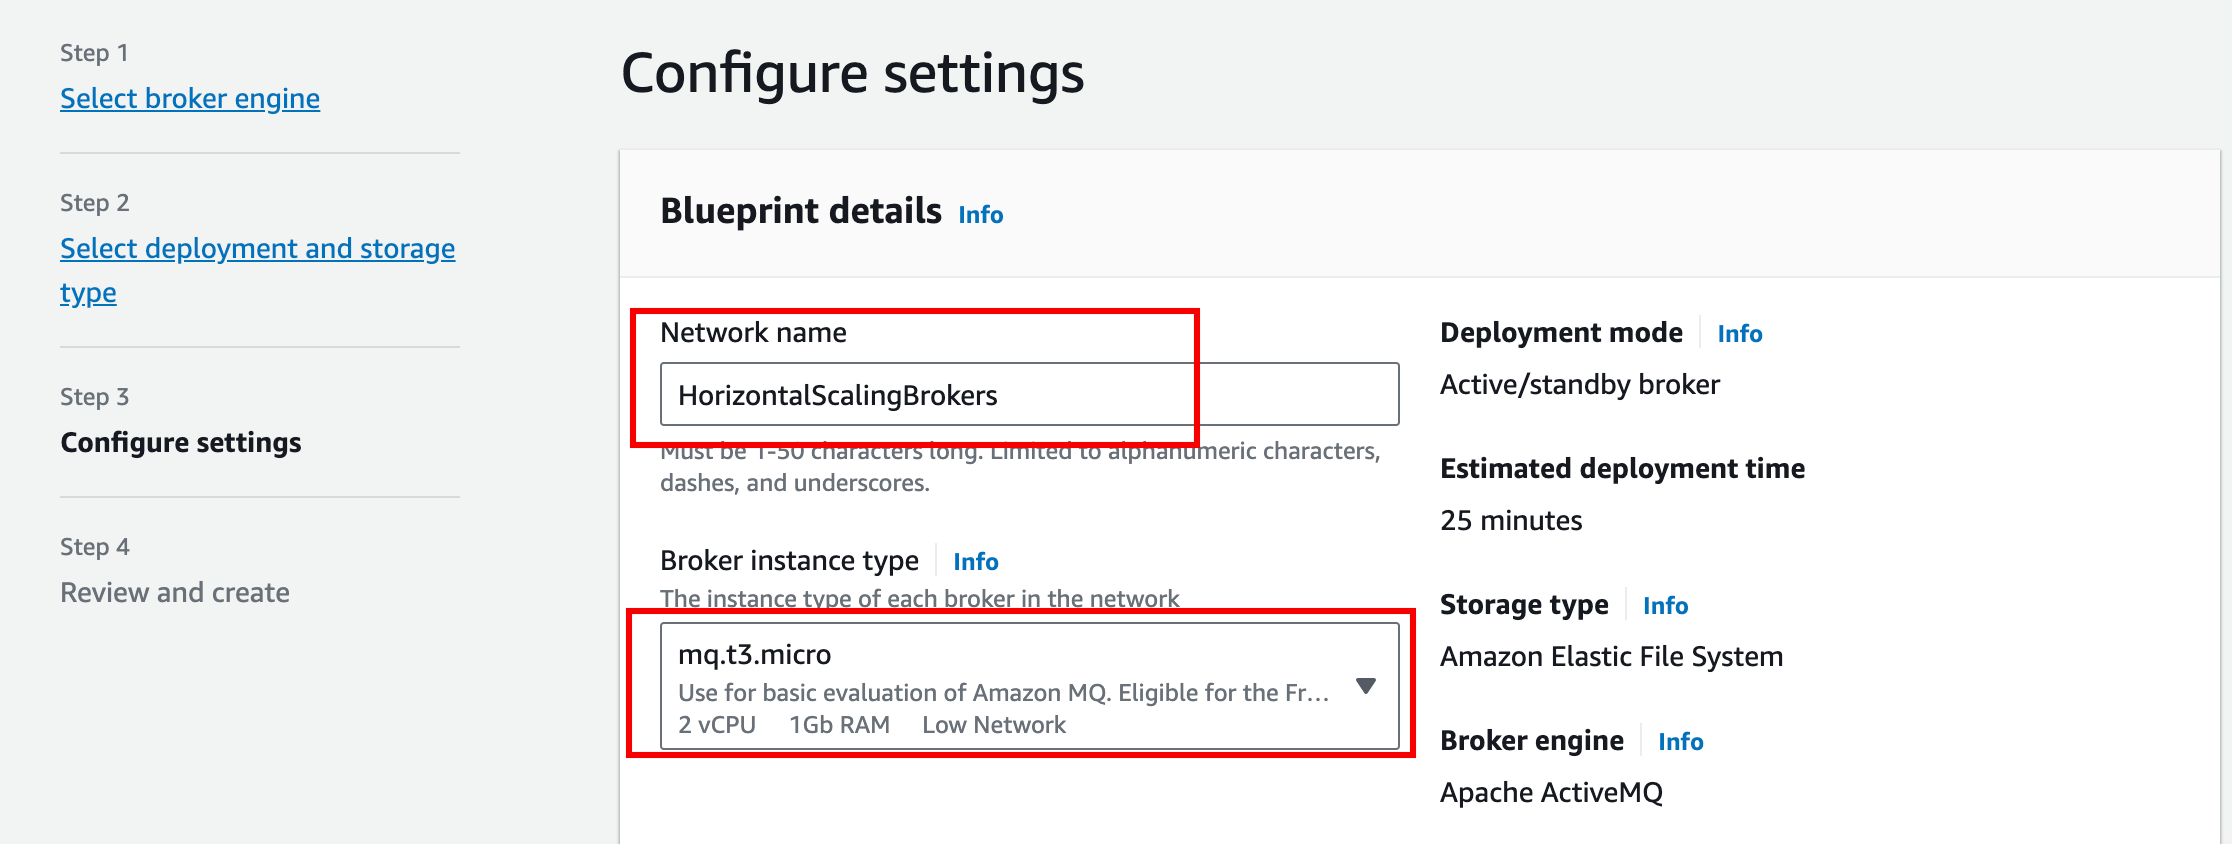 Step 1
Select broker engine
Step 2
Select deployment and storage
type
Step 3
Configure settings
Step 4
Review and create
Configure settings
Blueprint details Info
Network name
HorizontalScalingBrokers
Must be 1-50 characters long. Limited to alphanumeric characters,
dashes, and underscores.
Broker instance type Info
The instance type of each broker in the network
mq.t3.micro
Use for basic evaluation of Amazon MQ. Eligible for the Fr...
2 vCPU 1Gb RAM Low Network
Deployment mode Info
Active/standby broker
Estimated deployment time
25 minutes
Storage type Info
Amazon Elastic File System
Broker engine Info
Apache ActiveMQ